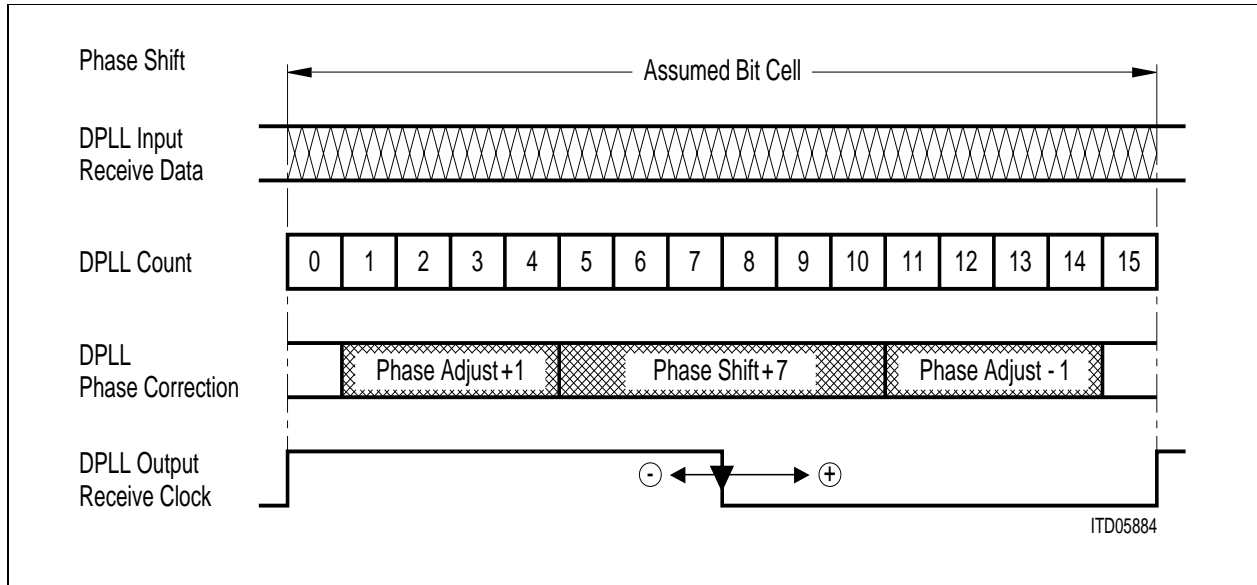 Phase Shift
Assumed Bit Cell
DPLL Input
Receive Data
DPLL Count
0 1 2 3 4 5 6 7 8 9 10 11 12 13 14 15
DPLL
Phase Correction
Phase Adjust +1
Phase Shift +7
Phase Adjust - 1
DPLL Output
Receive Clock
- +
ITD05884